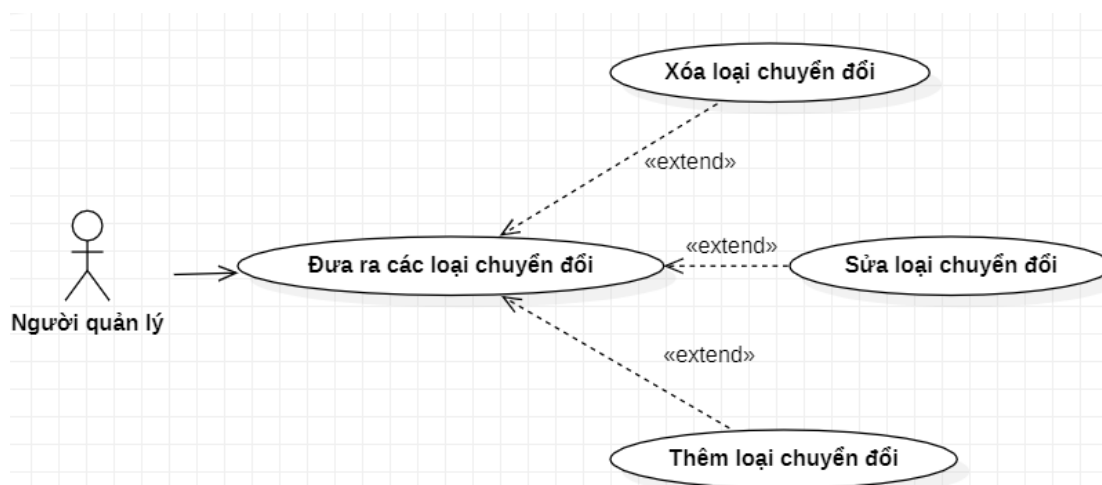 Xóa loại chuyển đổi
«extend»
«extend»
Đưa ra các loại chuyển đổi
Sửa loại chuyển đổi
Người quản lý
«extend»
Thêm loại chuyển đổi